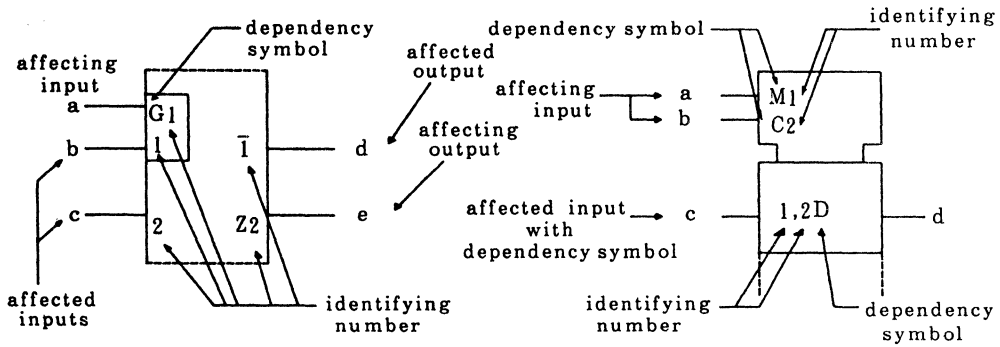 dependency
symbol
affecting
input
affected
output
affecting
output
a
G1
b
1
1̅
d
c
2
Z2
e
affected
inputs
identifying
number
dependency symbol
identifying
number
affecting
input
a
M1
b
C2
affected input
with
dependency symbol
c
1,2D
d
identifying
number
dependency
symbol